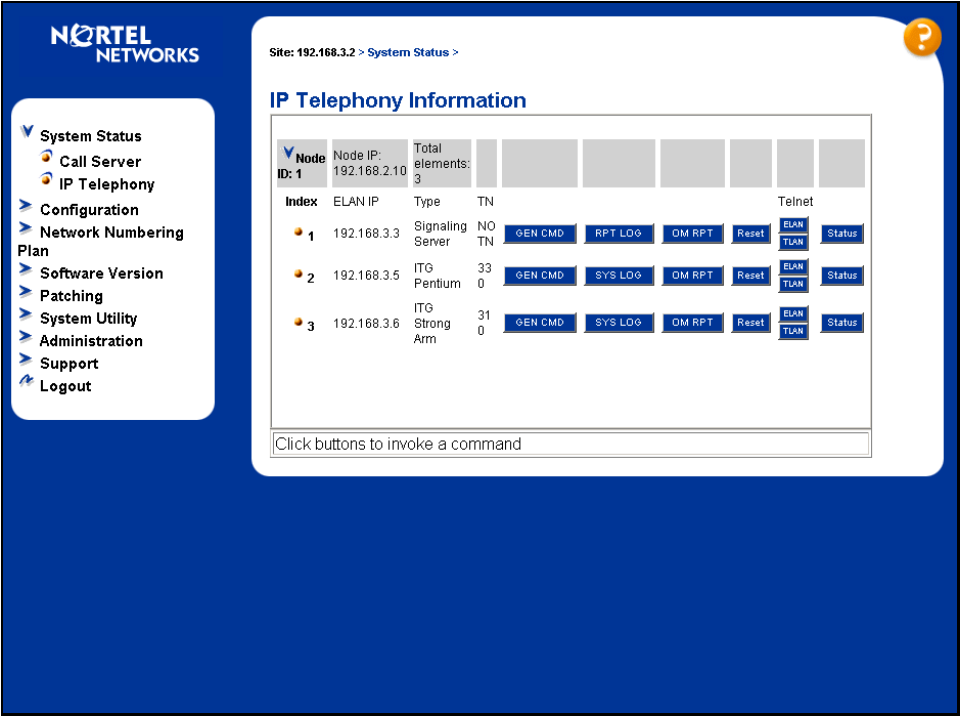 NORTEL
NETWORKS
Site: 192.168.3.2 > System Status >
?
IP Telephony Information
System Status
Call Server
IP Telephony
Configuration
Network Numbering
Plan
Software Version
Patching
System Utility
Administration
Support
Logout
Node ID: 1 Node IP: 192.168.2.10 Total elements: 3
Index ELAN IP Type TN Telnet
1 192.168.3.3 Signaling Server NO TN GEN CMD RPT LOG OM RPT Reset ELAN TLAN Status
2 192.168.3.5 ITG Pentium 33 0 GEN CMD SYS LOG OM RPT Reset ELAN TLAN Status
3 192.168.3.6 ITG Strong Arm 31 0 GEN CMD SYS LOG OM RPT Reset ELAN TLAN Status
Click buttons to invoke a command